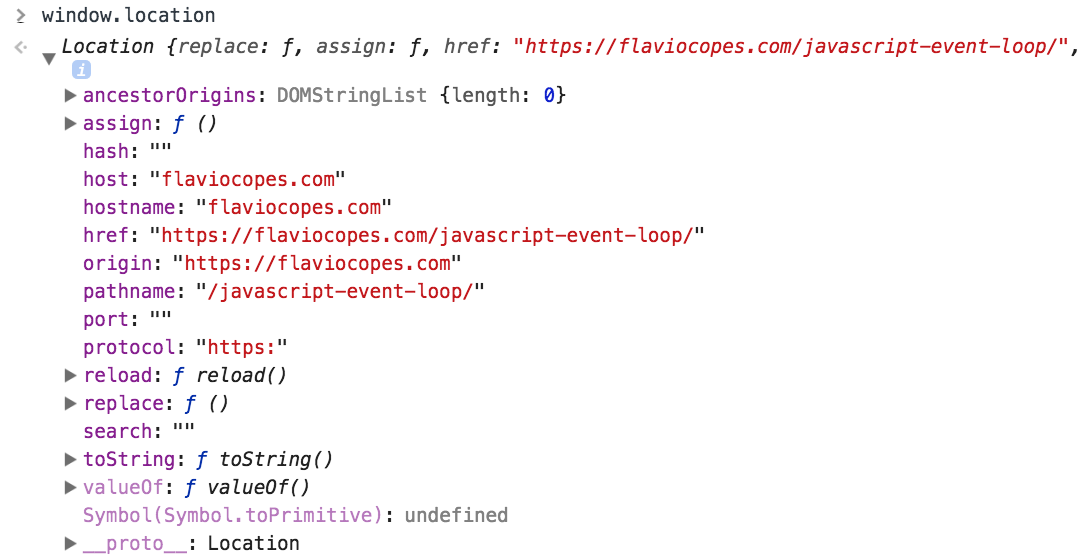 > window.location
Location {replace: ƒ, assign: ƒ, href: "https://flaviocopes.com/javascript-event-loop/",
i
ancestorOrigins: DOMStringList {length: 0}
assign: ƒ ()
hash: ""
host: "flaviocopes.com"
hostname: "flaviocopes.com"
href: "https://flaviocopes.com/javascript-event-loop/"
origin: "https://flaviocopes.com"
pathname: "/javascript-event-loop/"
port: ""
protocol: "https:"
reload: ƒ reload()
replace: ƒ ()
search: ""
toString: ƒ toString()
valueOf: ƒ valueOf()
Symbol(Symbol.toPrimitive): undefined
__proto__: Location